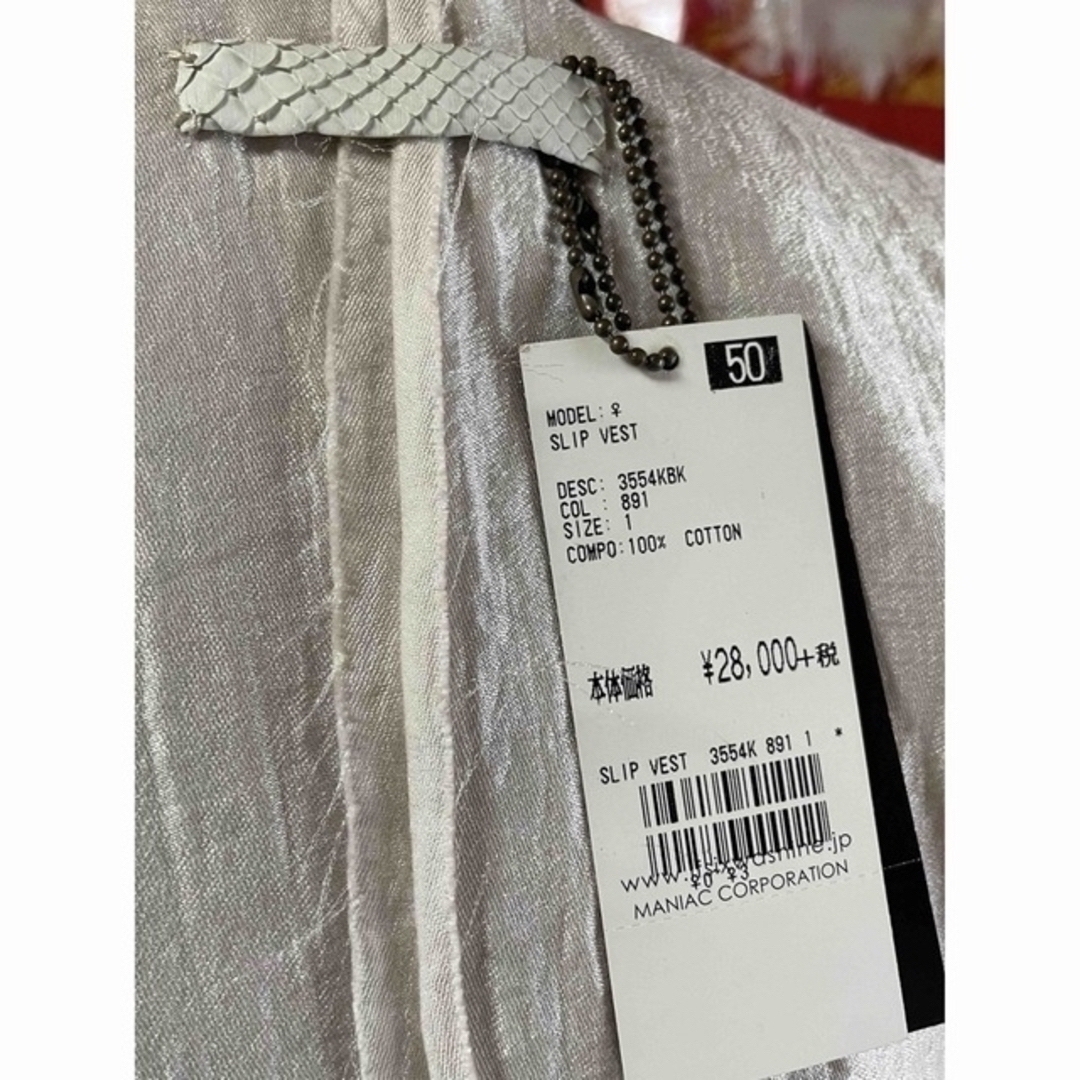 50
MODEL: ♀
SLIP VEST
DESC: 3554KBK
COL : 891
SIZE: 1
COMPO:100% COTTON
本体価格 ¥28,000+税
SLIP VEST 3554K 891 1 *
MANIAC CORPORATION